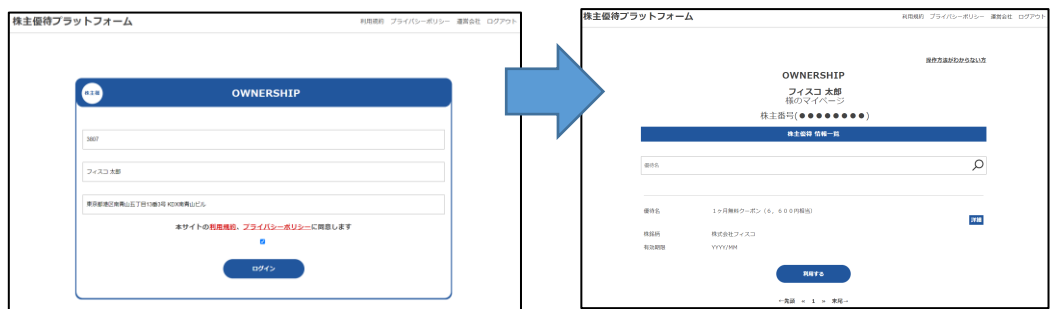 株主優待プラットフォーム
利用規約 プライバシーポリシー 運営会社 ログアウト
株主様
OWNERSHIP
3807
フィスコ 太郎
東京都港区南青山五丁目13番3号 KDX南青山ビル
本サイトの利用規約、プライバシーポリシーに同意します
ログイン
株主優待プラットフォーム
利用規約 プライバシーポリシー 運営会社 ログアウト
操作方法がわからない方
OWNERSHIP
フィスコ 太郎
様のマイページ
株主番号(●●●●●●●●)
株主優待 情報一覧
優待名
優待名 1ヶ月無料クーポン(6,600円相当)
詳細
株銘柄 株式会社フィスコ
有効期限 YYYY/MM
利用する
←先頭 « 1 » 末尾→